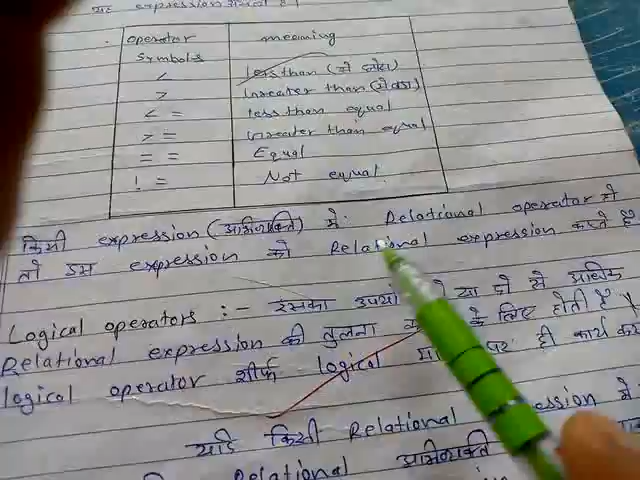 यह expression
operator meaning
Symbols
< less than (से छोटा)
> Greater than (से बड़ा)
< = less than equal
> = Greater than equal
= = Equal
! = Not equal
किसी expression (अभिव्यक्ति) में Relational operator हो
तो उस expression को Relational expression कहते हैं
Logical operators :- इसका उपयोग या दो से अधिक
Relational expression की तुलना के लिए होती है
logical operator सिर्फ logical पर ही कार्य
यदि किसी Relational में
Relational अभिव्यक्ति